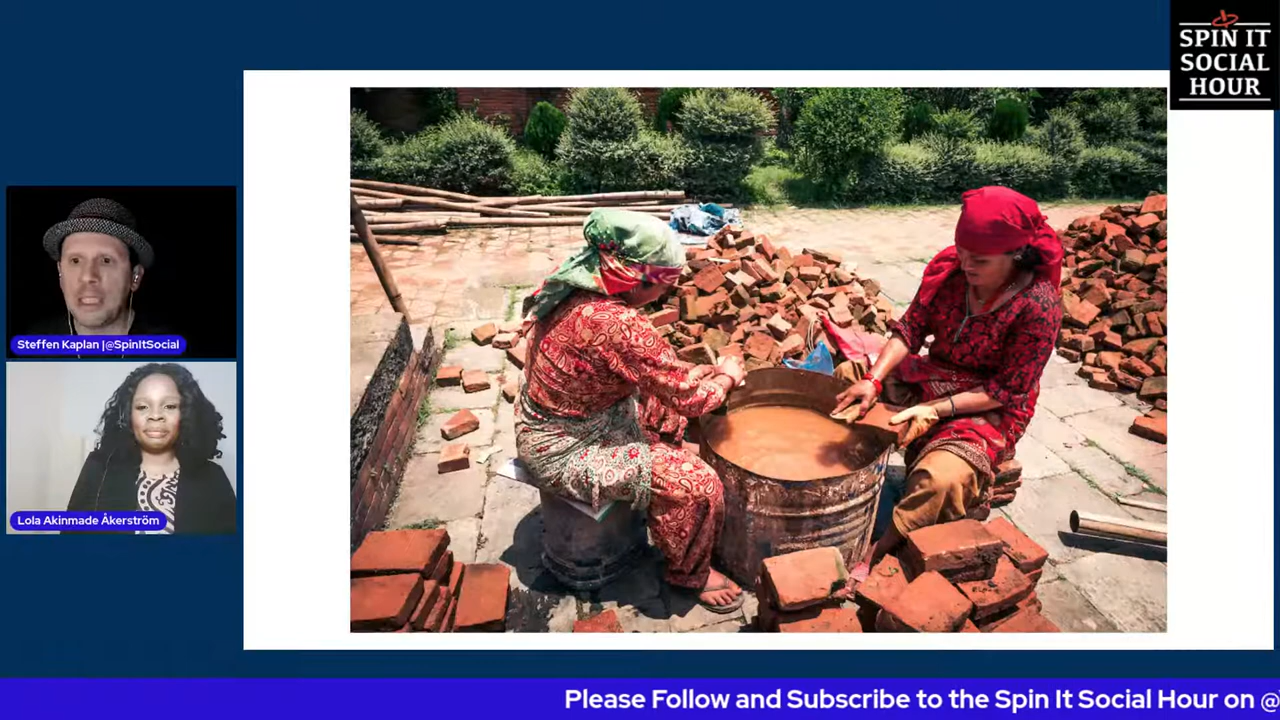 SPIN IT
SOCIAL
HOUR
Steffen Kaplan |@SpinItSocial
Lola Akinmade Åkerström
Please Follow and Subscribe to the Spin It Social Hour on @